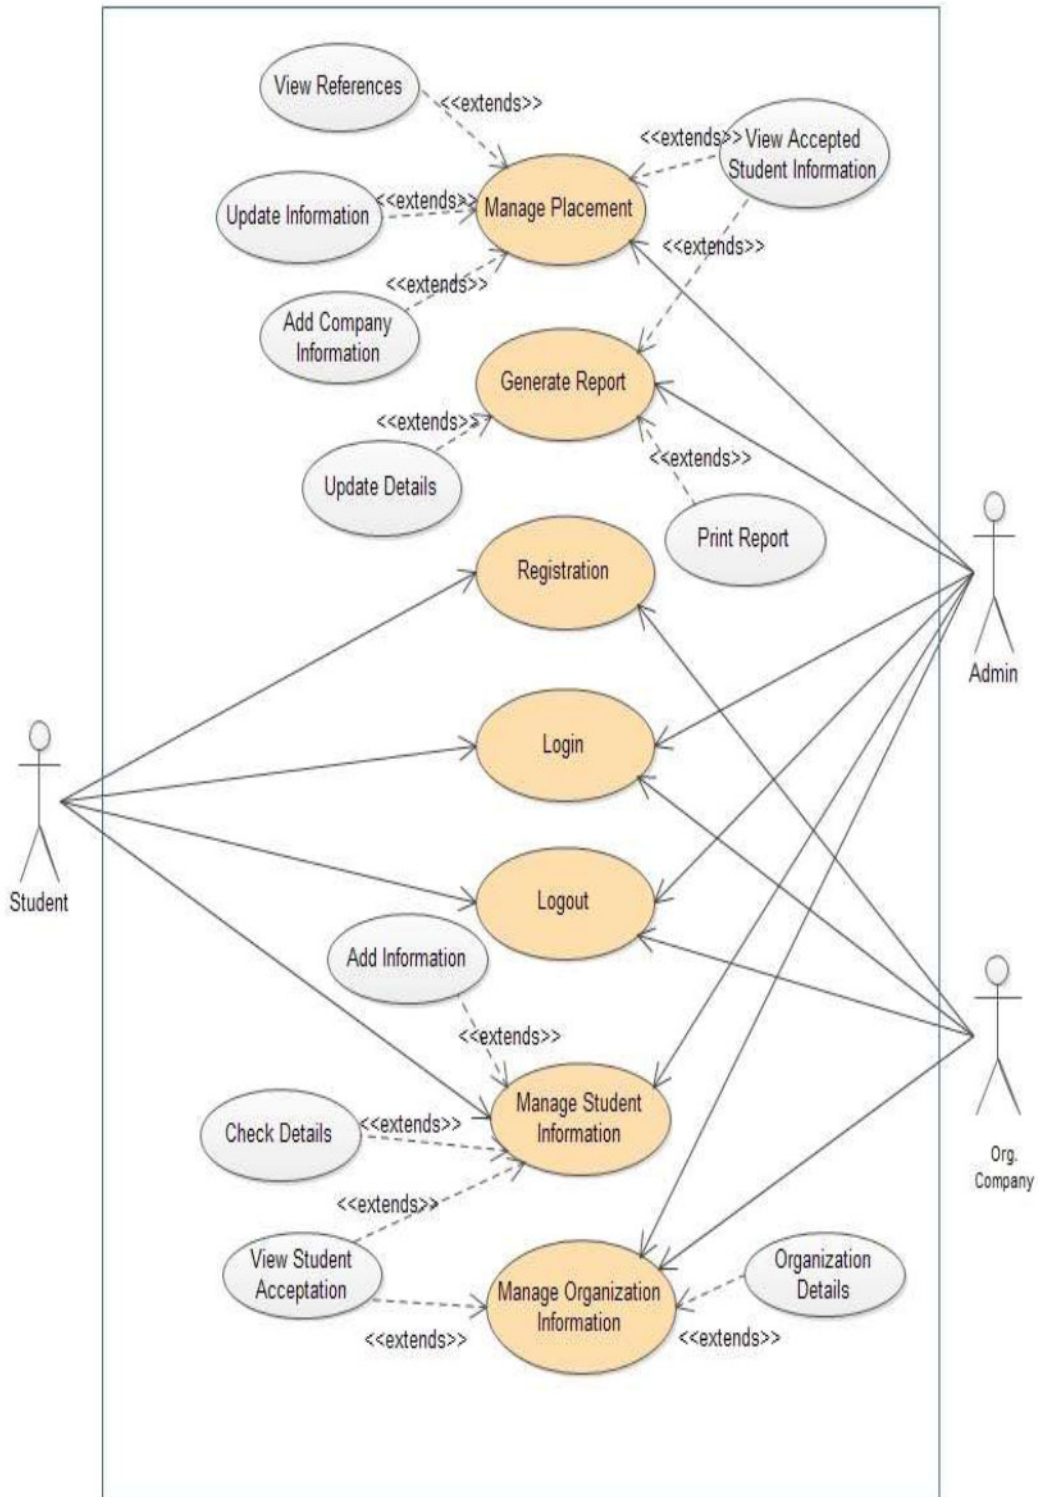 View References
<<extends>>
<<extends>>
View Accepted
Student Information
Update Information
<<extends>>
Manage Placement
<<extends>>
<<extends>>
Add Company
Information
Generate Report
<<extends>>
<<extends>>
Update Details
Print Report
Registration
Admin
Login
Student
Logout
Add Information
<<extends>>
Manage Student
Information
Check Details
<<extends>>
Org.
Company
<<extends>>
View Student
Acceptation
Organization
Details
Manage Organization
Information
<<extends>>
<<extends>>